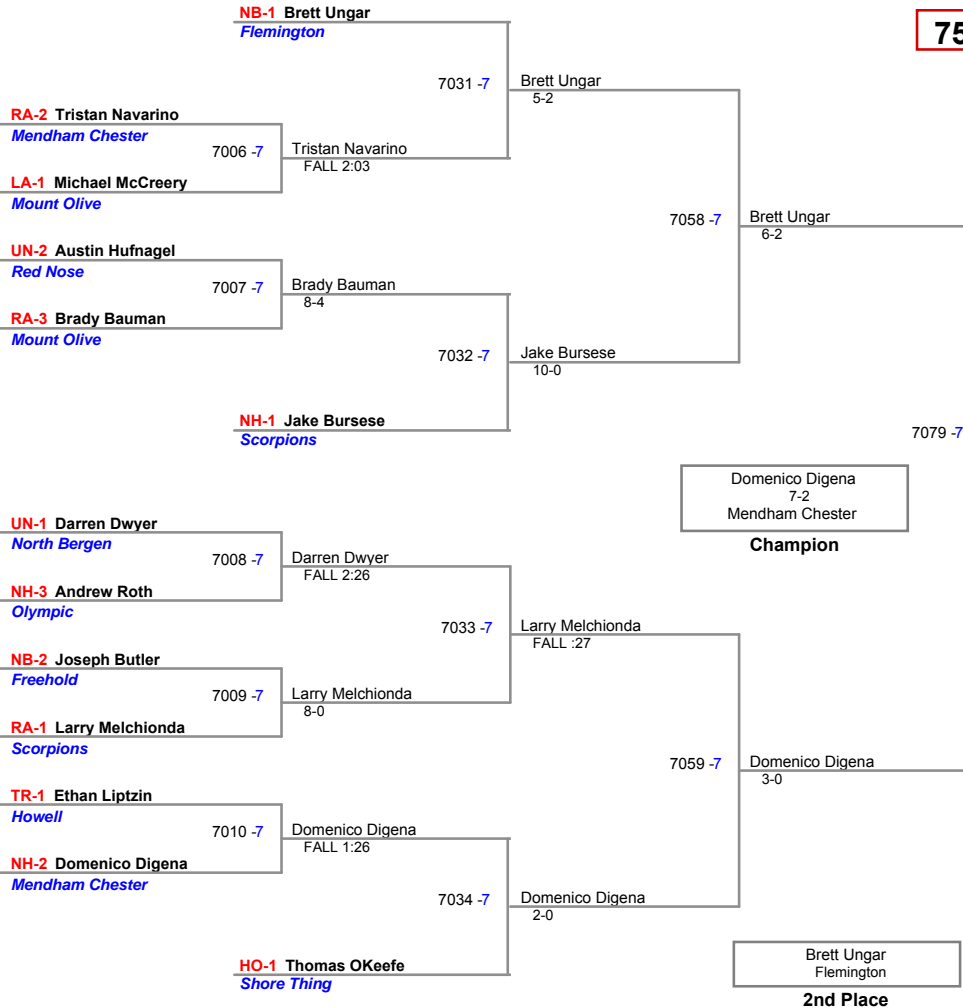 NB-1 Brett Ungar
Flemington
75
7031 -7
Brett Ungar
5-2
RA-2 Tristan Navarino
Mendham Chester
7006 -7
Tristan Navarino
FALL 2:03
LA-1 Michael McCreery
Mount Olive
7058 -7
Brett Ungar
6-2
UN-2 Austin Hufnagel
Red Nose
7007 -7
Brady Bauman
8-4
RA-3 Brady Bauman
Mount Olive
7032 -7
Jake Bursese
10-0
NH-1 Jake Bursese
Scorpions
7079 -7
Domenico Digena
7-2
Mendham Chester
Champion
UN-1 Darren Dwyer
North Bergen
7008 -7
Darren Dwyer
FALL 2:26
NH-3 Andrew Roth
Olympic
7033 -7
Larry Melchionda
FALL :27
NB-2 Joseph Butler
Freehold
7009 -7
Larry Melchionda
8-0
RA-1 Larry Melchionda
Scorpions
7059 -7
Domenico Digena
3-0
TR-1 Ethan Liptzin
Howell
7010 -7
Domenico Digena
FALL 1:26
NH-2 Domenico Digena
Mendham Chester
7034 -7
Domenico Digena
2-0
HO-1 Thomas OKeefe
Shore Thing
Brett Ungar
Flemington
2nd Place